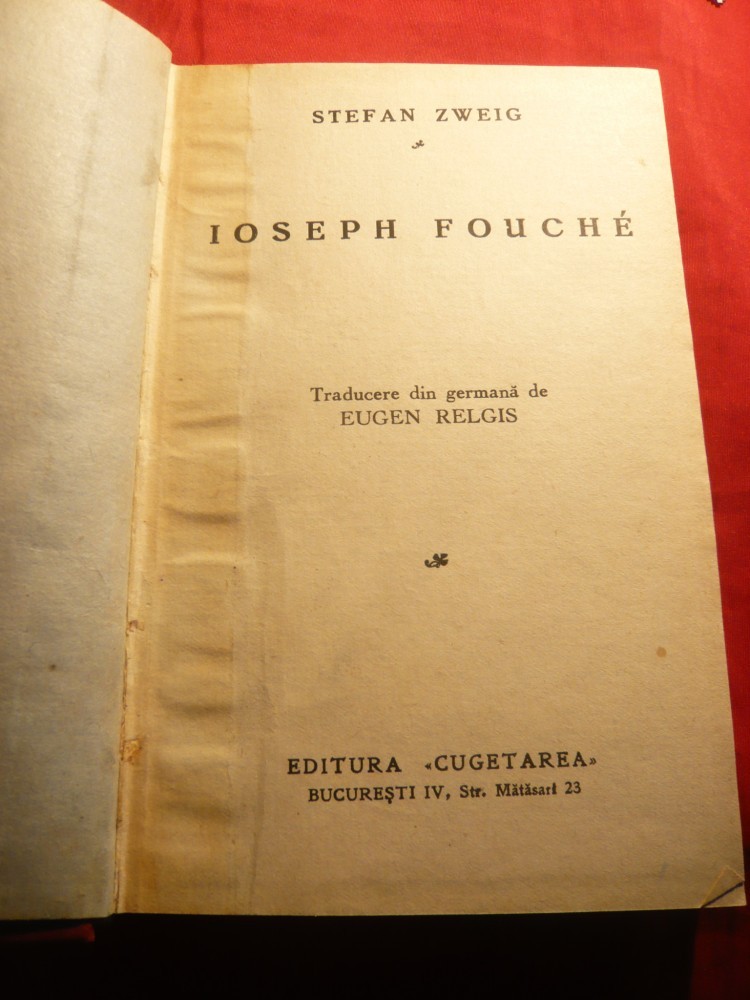 STEFAN ZWEIG
IOSEPH FOUCHÉ
Traducere din germană de
EUGEN RELGIS
EDITURA «CUGETAREA»
BUCUREŞTI IV, Str. Mătăsari 23